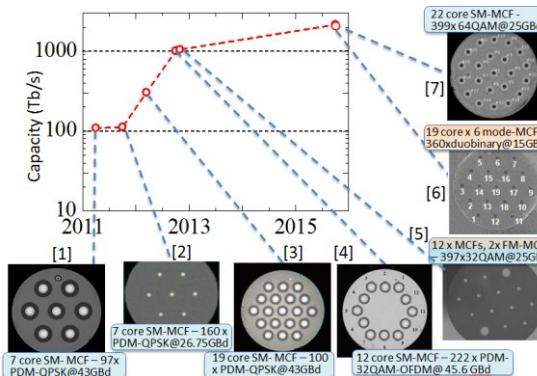 22 core SM-MCF -
399x 64QAM@25GBd
[7]
1000
100
10
Capacity (Tb/s)
2011
2013
2015
19 core x 6 mode-MCF
360xduobinary@15GBd
5 6 7
4 15 16 8
3 14 19 17 9
2 13 18 10
1 12 11
[6]
[5]
12 x MCFs, 2x FM-MC
– 397x32QAM@25G
[1]
[2]
[3]
[4]
7 core SM- MCF – 97x
PDM-QPSK@43GBd
7 core SM-MCF – 160 x
PDM-QPSK@26.75GBd
19 core SM-MCF – 100
x PDM-QPSK@43GBd
12 core SM-MCF – 222 x PDM-
32QAM-OFDM@ 45.6 GBd